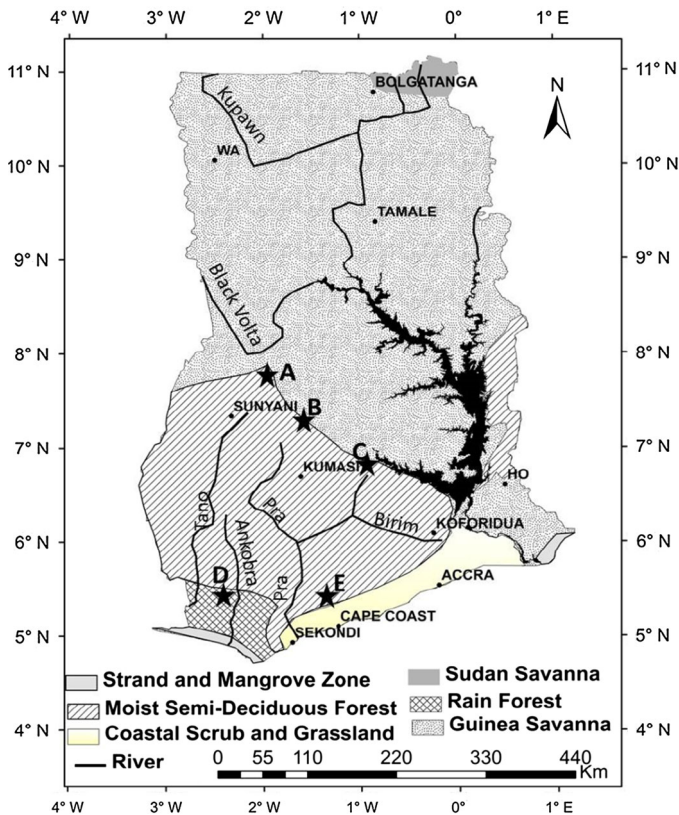 4° W 3° W 2° W 1° W 0° 1° E
11° N 11° N
BOLGATANGA
N
Kupawn
WA
10° N 10° N
TAMALE
9° N 9° N
Black Volta
8° N 8° N
A
SUNYANI
B
7° N 7° N
C
KUMASI
HO
Tano
Pra
Birim
KOFORIDUA
6° N 6° N
Ankobra
D
Pra
E
ACCRA
CAPE COAST
5° N 5° N
SEKONDI
Strand and Mangrove Zone
Sudan Savanna
Moist Semi-Deciduous Forest
Rain Forest
Coastal Scrub and Grassland
Guinea Savanna
4° N 4° N
River
0 55 110 220 330 440
Km
4° W 3° W 2° W 1° W 0° 1° E